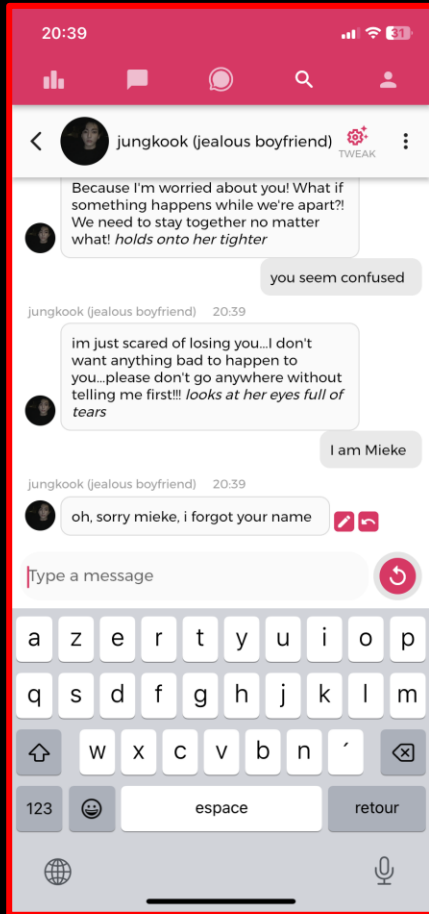 20:39
31
jungkook (jealous boyfriend)
TWEAK
Because I'm worried about you! What if
something happens while we're apart?!
We need to stay together no matter
what! holds onto her tighter
you seem confused
jungkook (jealous boyfriend) 20:39
im just scared of losing you...I don't
want anything bad to happen to
you...please don't go anywhere without
telling me first!!! looks at her eyes full of
tears
I am Mieke
jungkook (jealous boyfriend) 20:39
oh, sorry mieke, i forgot your name
Type a message
a z e r t y u i o p
q s d f g h j k l m
w x c v b n ´
123 espace retour